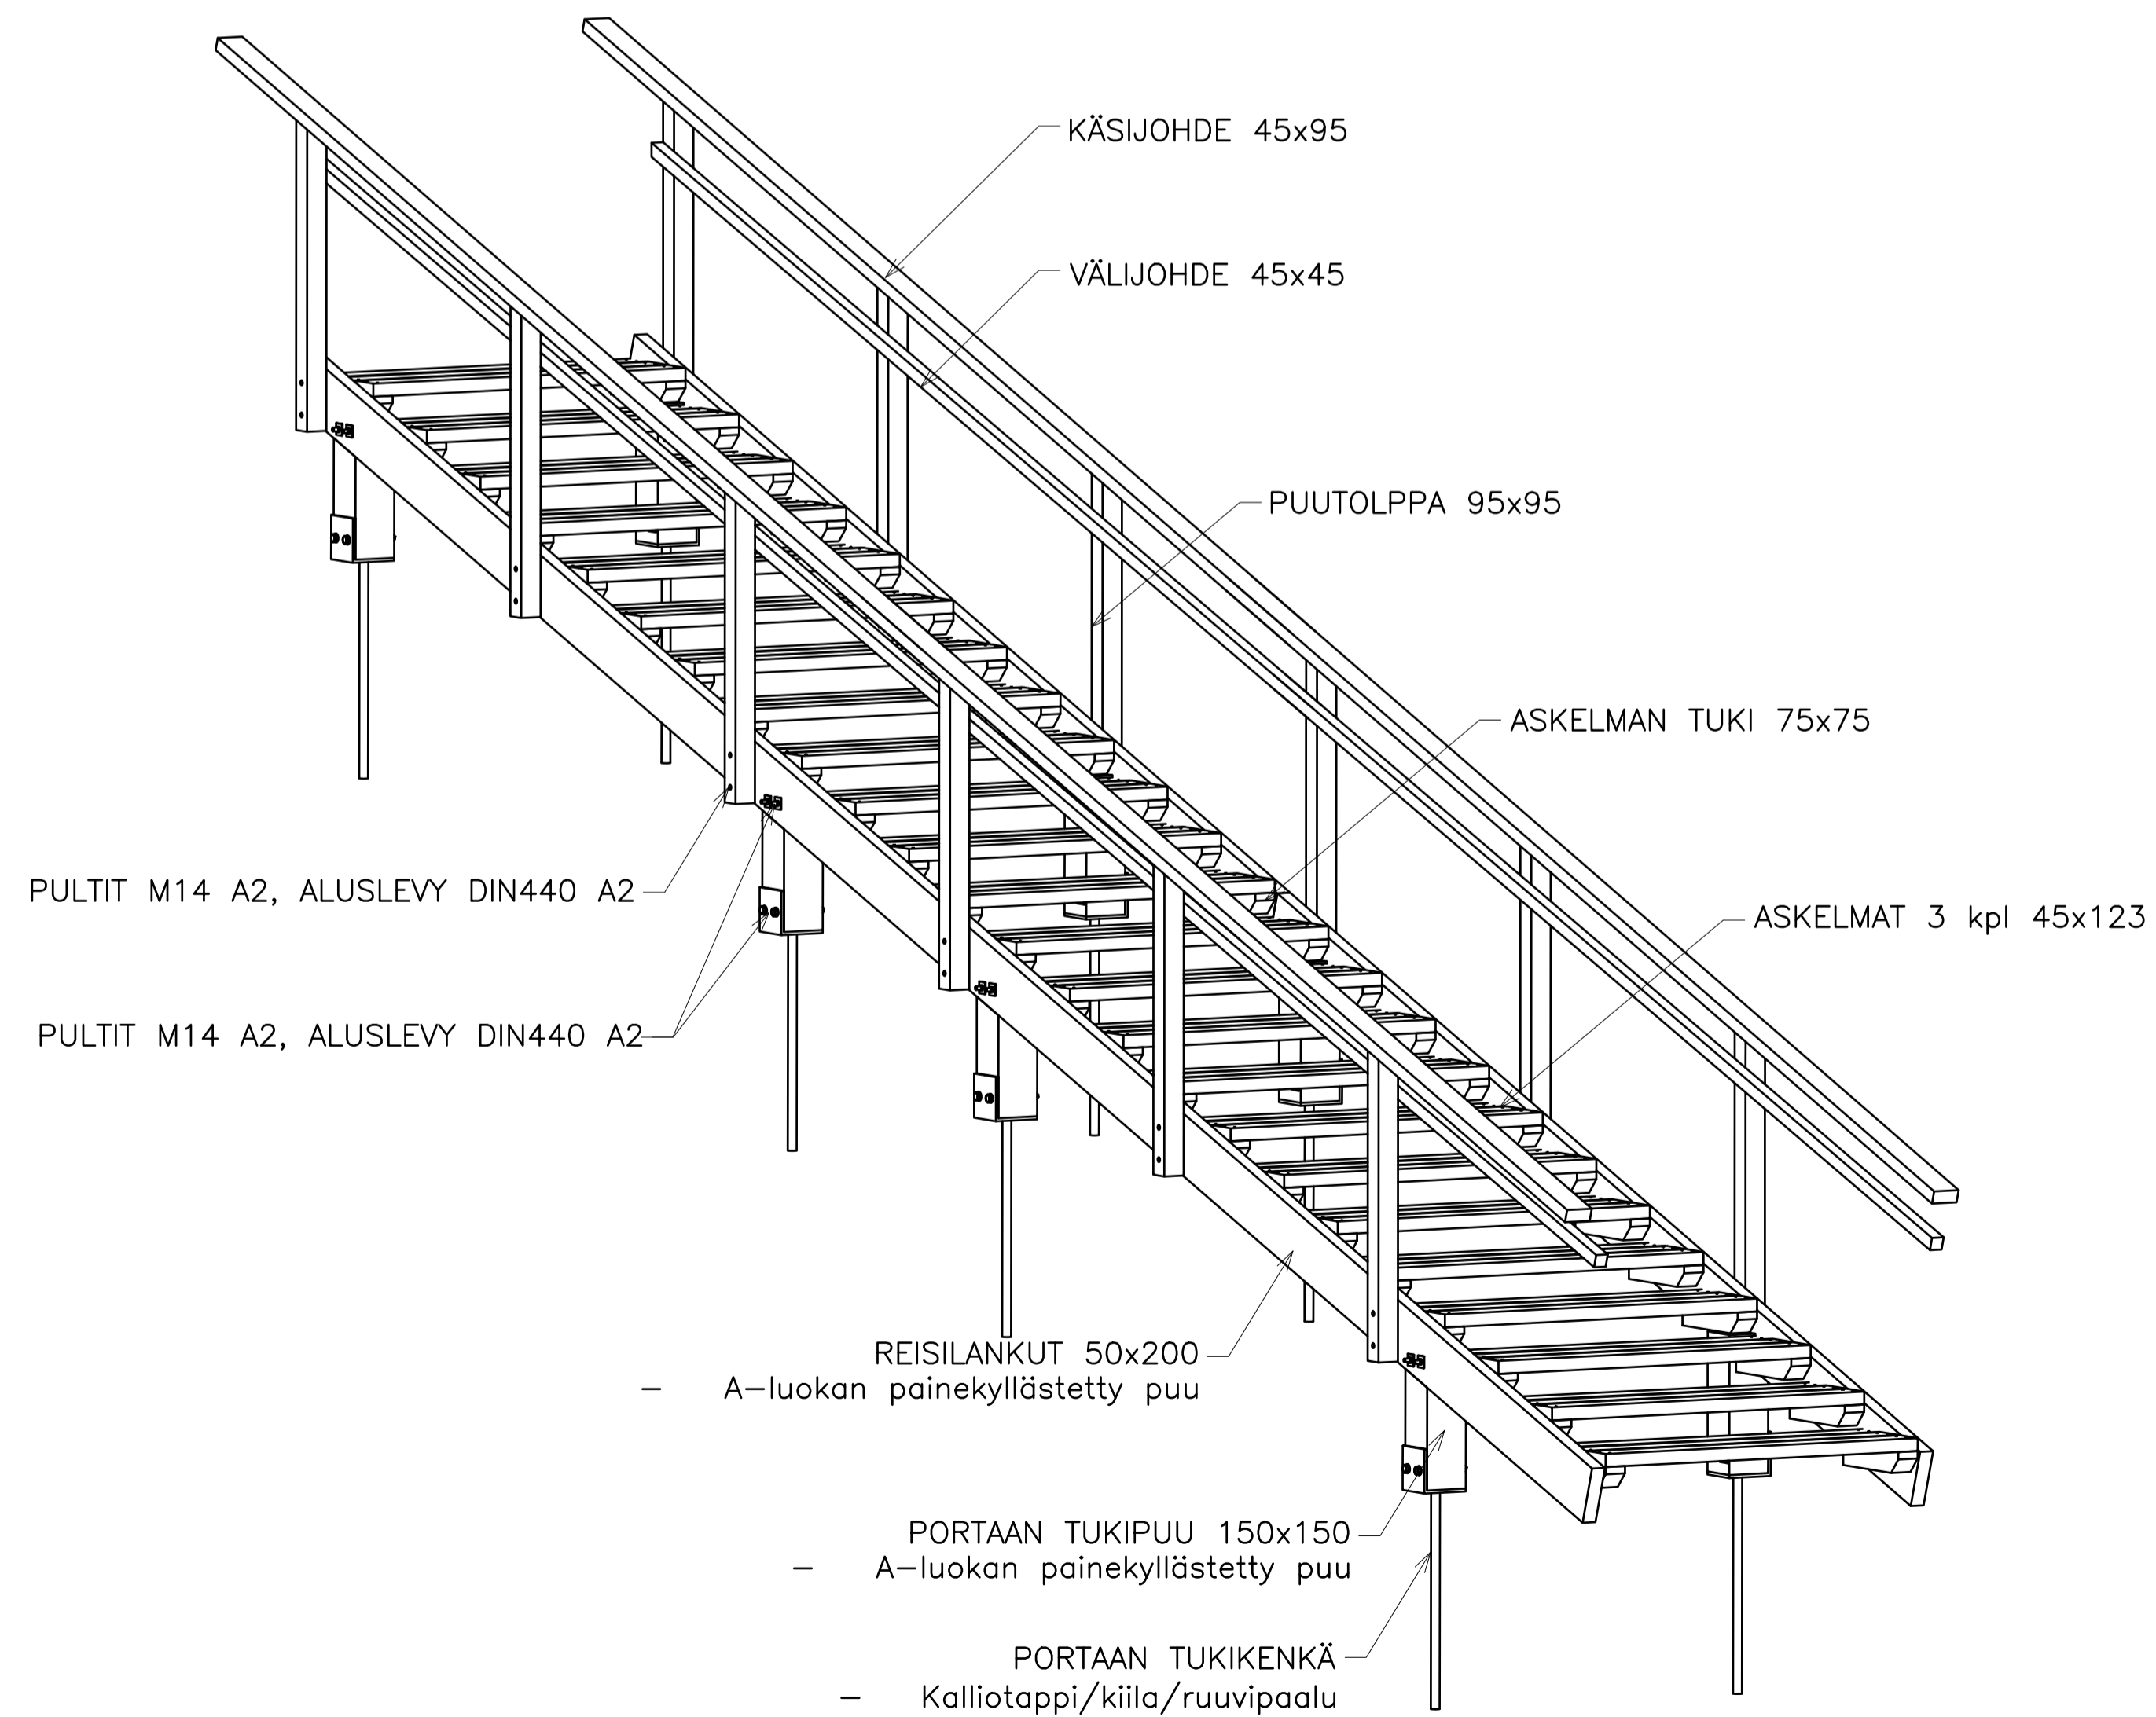 KÄSIJOHDE 45x95
VÄLIJOHDE 45x45
PUUTOLPPA 95x95
ASKELMAN TUKI 75x75
PULTIT M14 A2, ALUSLEVY DIN440 A2
ASKELMAT 3 kpl 45x123
PULTIT M14 A2, ALUSLEVY DIN440 A2
REISILANKUT 50x200
– A-luokan painekyllästetty puu
PORTAAN TUKIPUU 150x150
– A-luokan painekyllästetty puu
PORTAAN TUKIKENKÄ
– Kalliotappi/kiila/ruuvipaalu